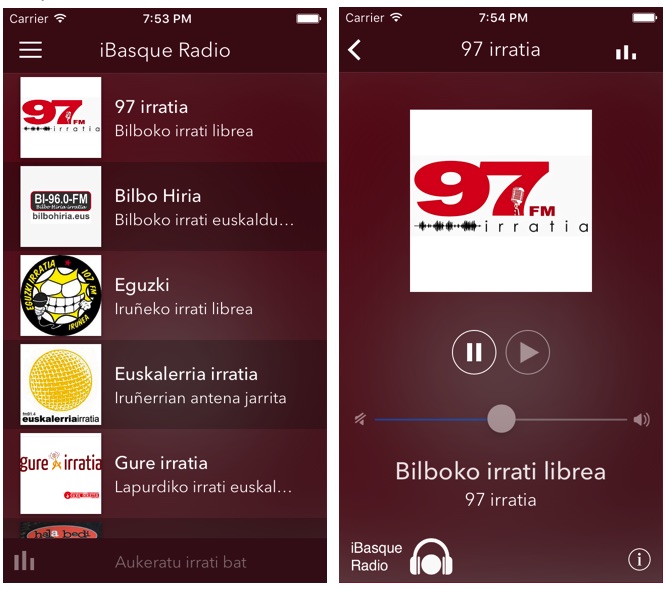 Carrier 7:53 PM
iBasque Radio
97 FM
irratia
97 irratia
Bilboko irrati librea
BI-96.0-FM
Bilbo Hiria irratia
bilbohiria.eus
Bilbo Hiria
Bilboko irrati euskaldu...
EGUZKI IRRATIA 107 FM
IRUÑEA
Eguzki
Iruñeko irrati librea
euskalerriairratia
Euskalerria irratia
Iruñerrian antena jarrita
gure irratia
Gure irratia
Lapurdiko irrati euskal...
hala bedi
Aukeratu irrati bat
Carrier 7:54 PM
97 irratia
97 FM
irratia
Bilboko irrati librea
97 irratia
iBasque
Radio